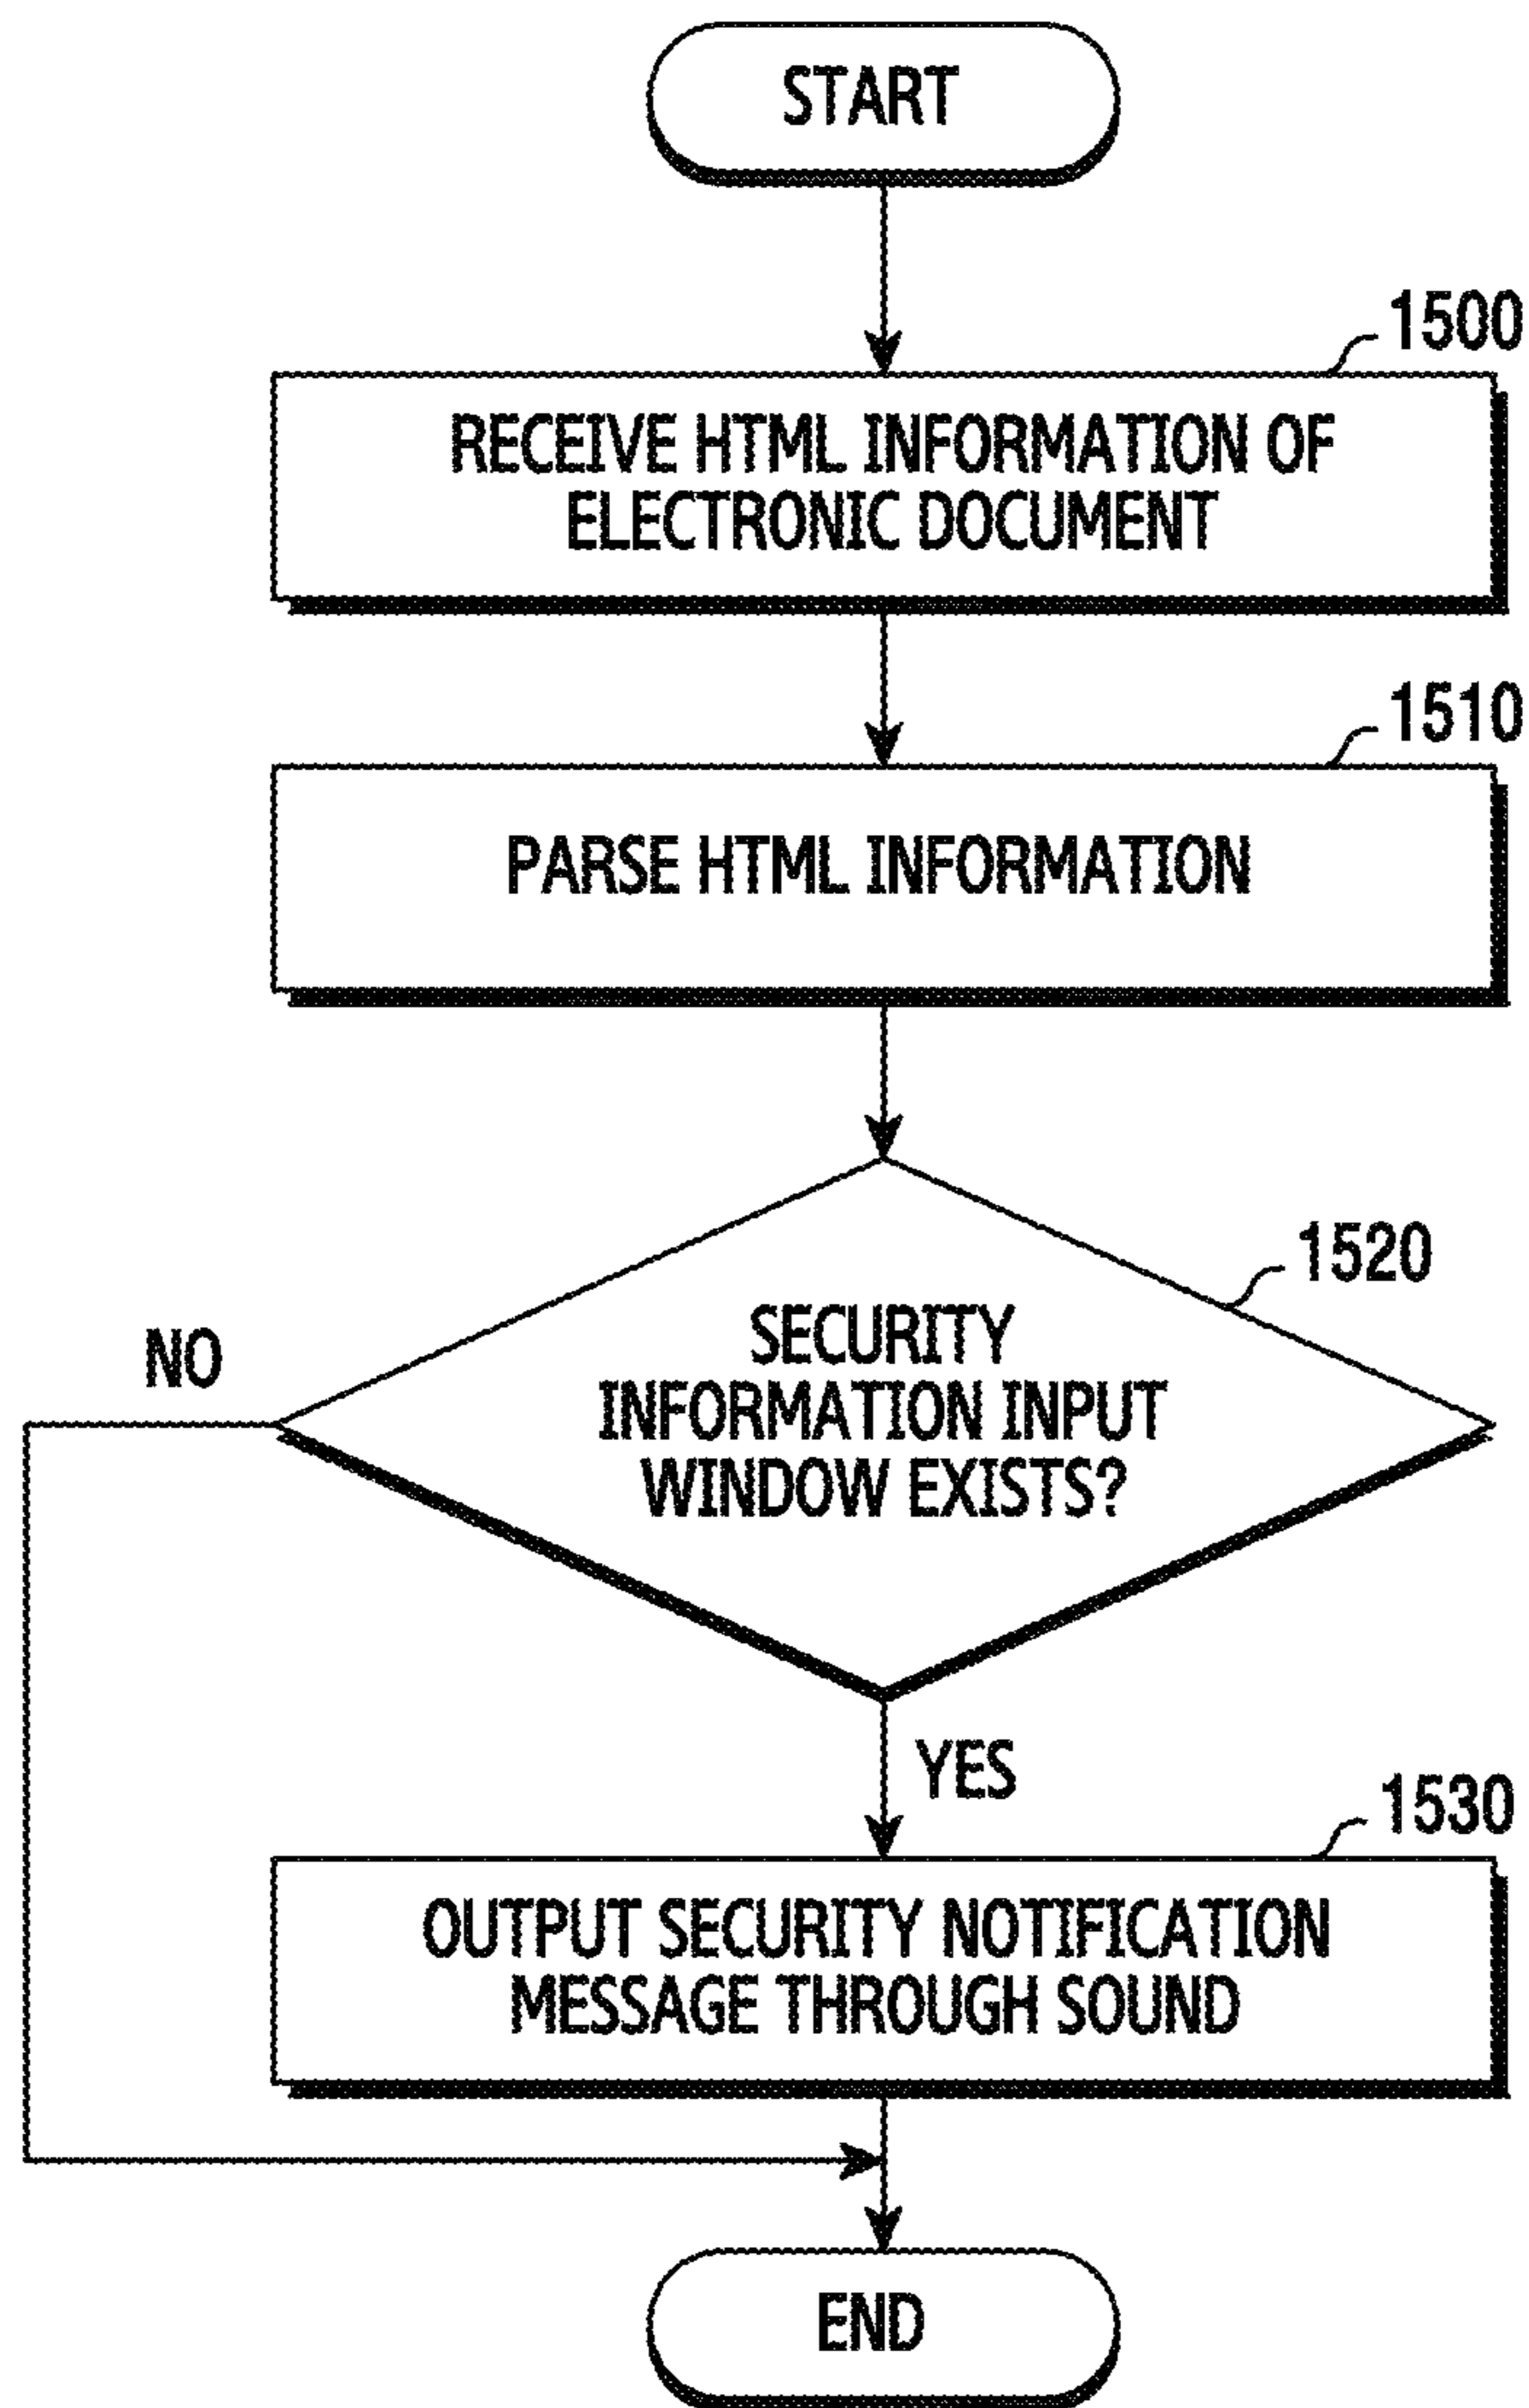 START
1500
RECEIVE HTML INFORMATION OF
ELECTRONIC DOCUMENT
1510
PARSE HTML INFORMATION
1520
SECURITY
INFORMATION INPUT
WINDOW EXISTS?
NO
YES
1530
OUTPUT SECURITY NOTIFICATION
MESSAGE THROUGH SOUND
END